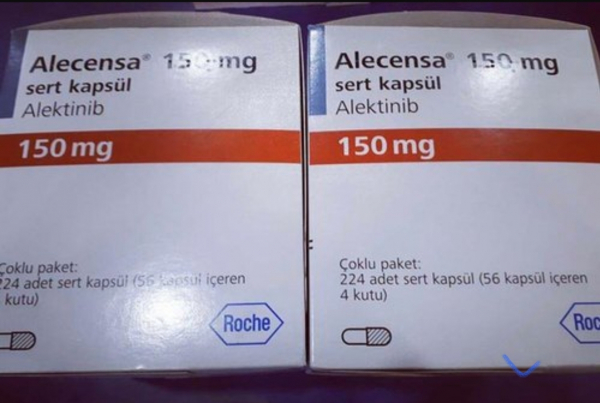 Alecensa® 150 mg
sert kapsül
Alektinib
150 mg
Çoklu paket:
224 adet sert kapsül (56 kapsül içeren
4 kutu)
Roche
Alecensa® 150 mg
sert kapsül
Alektinib
150 mg
Çoklu paket:
224 adet sert kapsül (56 kapsül içeren
4 kutu)
Roc